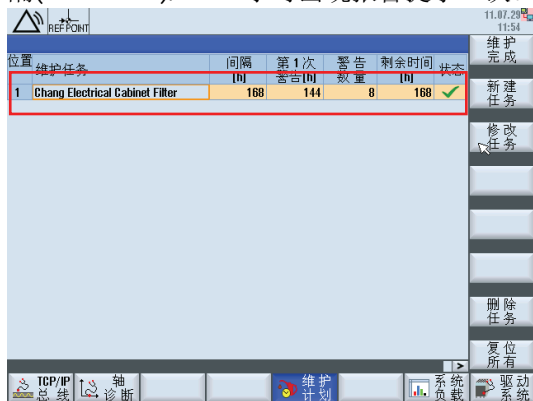 REFPOINT
11.07.29
11:54
位置 维护任务 间隔[h] 第1次警告[h] 警告数量 剩余时间[h] 状态
1 Chang Electrical Cabinet Filter 168 144 8 168
维护完成
新建任务
修改任务
删除任务
复位所有
>
TCP/IP总线 轴诊断 维护计划 系统负载 驱动系统